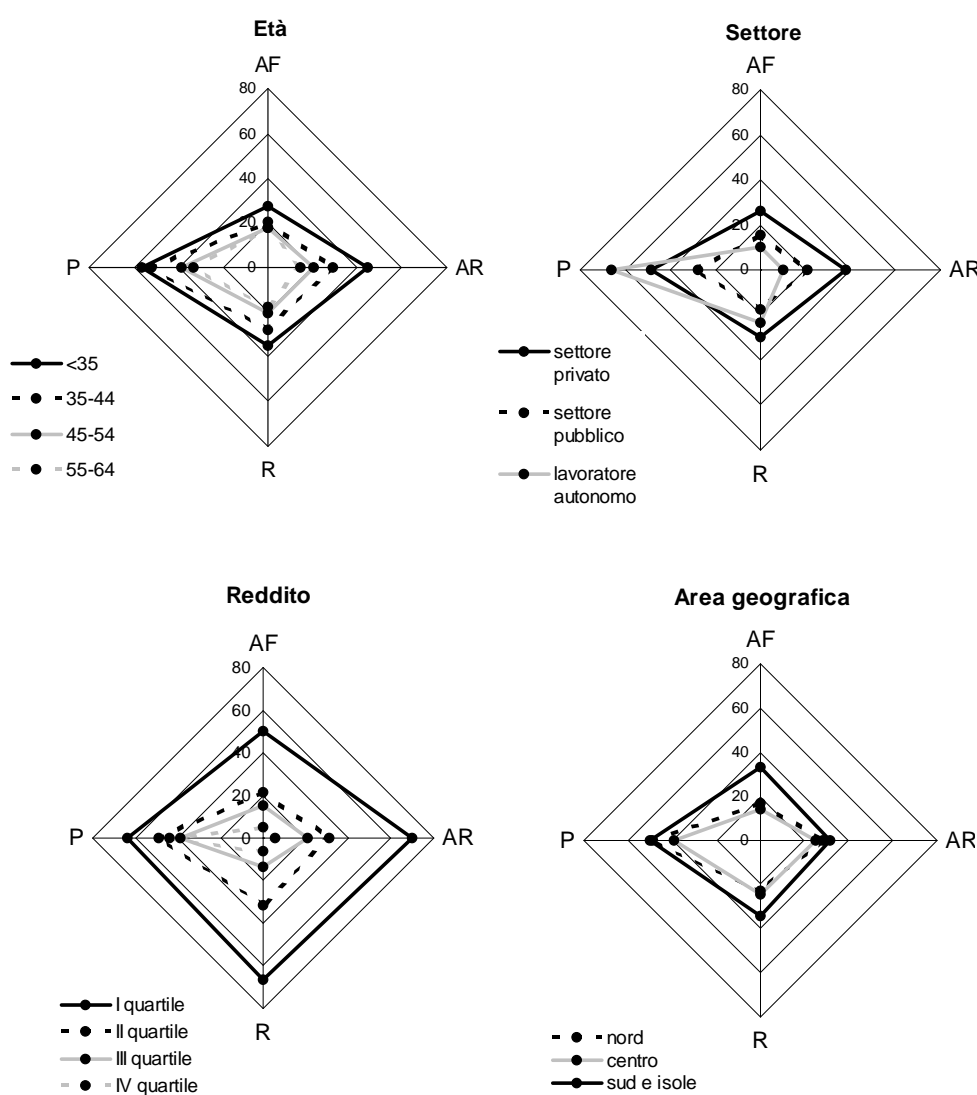 Età
AF
80
60
40
20
0
P
AR
R
<35
35-44
45-54
55-64
Settore
AF
80
60
40
20
0
P
AR
R
settore
privato
settore
pubblico
lavoratore
autonomo
Reddito
AF
80
60
40
20
0
P
AR
R
I quartile
II quartile
III quartile
IV quartile
Area geografica
AF
80
60
40
20
0
P
AR
R
nord
centro
sud e isole